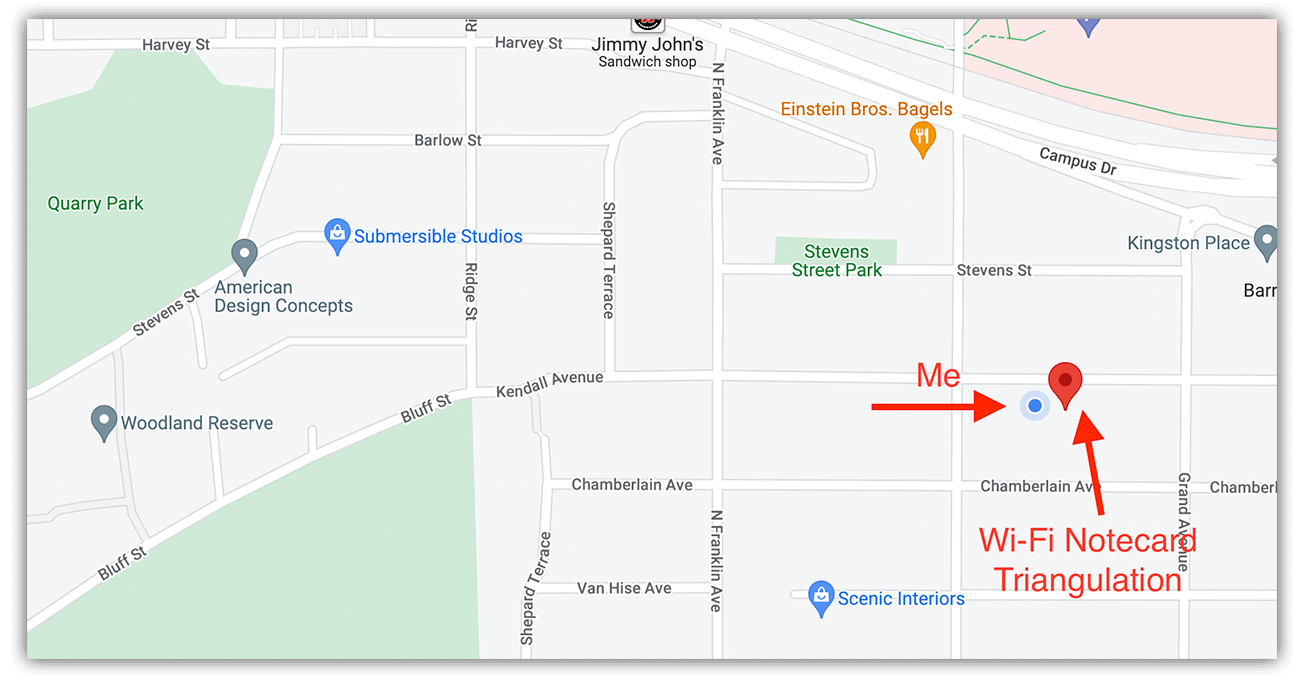 Harvey St
Ri
Harvey St
Jimmy John's
Sandwich shop
N Franklin Ave
Einstein Bros. Bagels
Campus Dr
Barlow St
Quarry Park
Submersible Studios
Shepard Terrace
Stevens
Street Park
Stevens St
Kingston Place
American
Design Concepts
Ridge St
Barr
Stevens St
Kendall Avenue
Me
Bluff St
Woodland Reserve
Chamberlain Ave
Chamberlain Ave
Chamberl
Grand Avenue
N Franklin Ave
Wi-Fi Notecard
Triangulation
Bluff St
Shepard Terrace
Van Hise Ave
Scenic Interiors